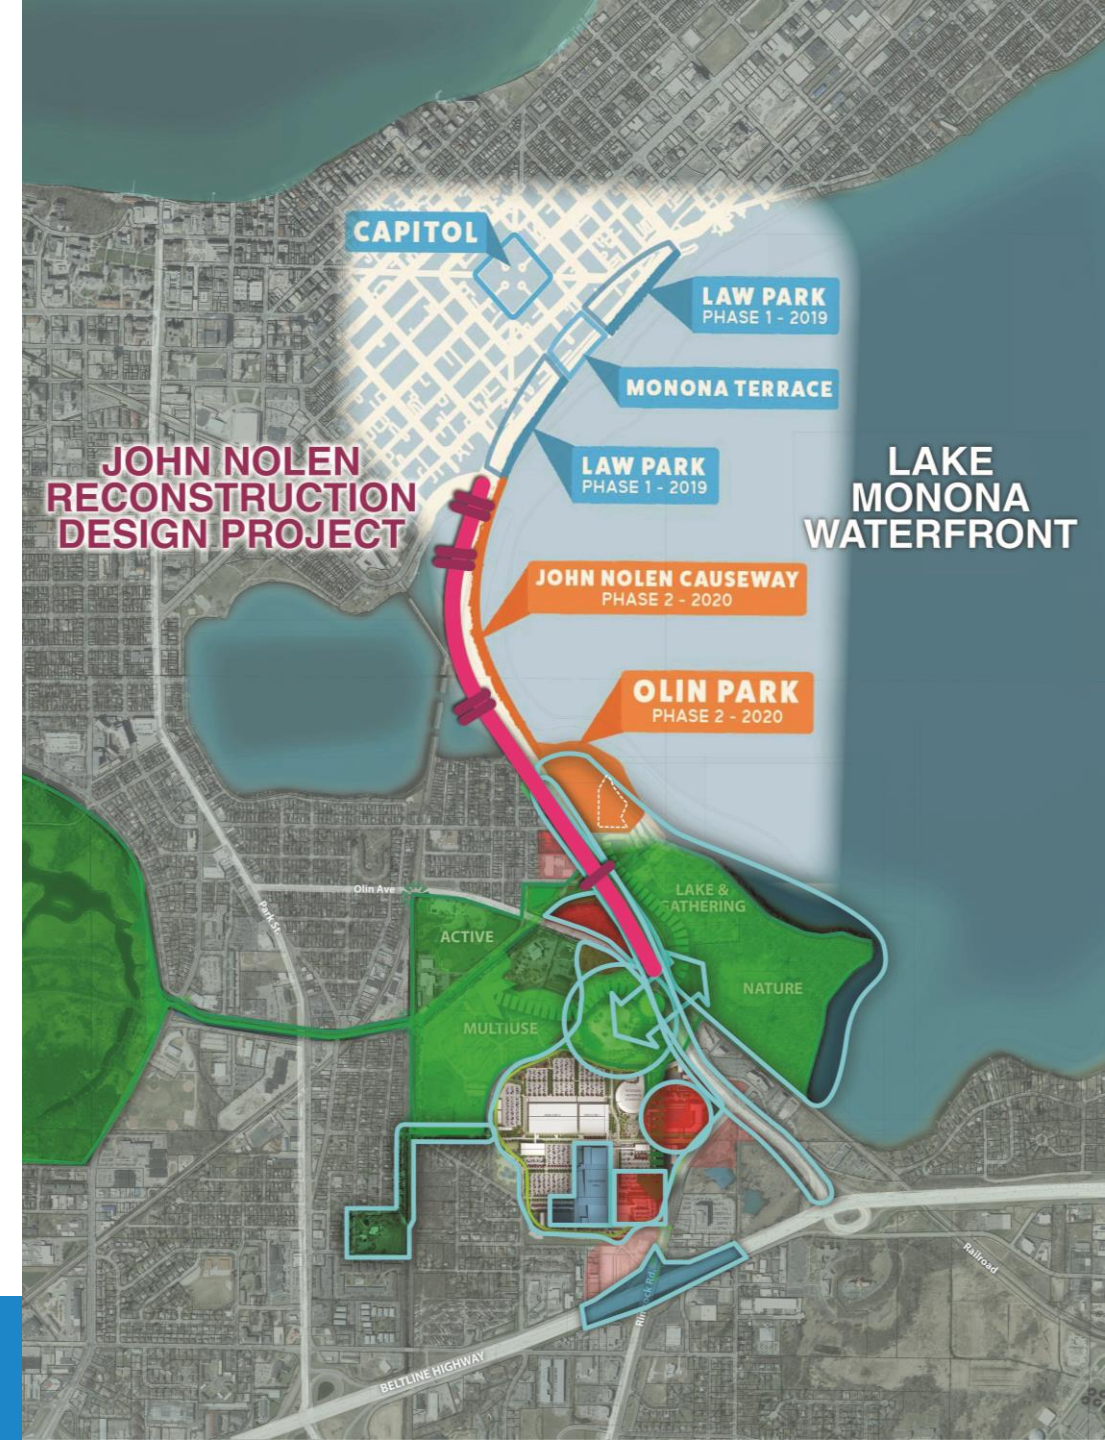 CAPITOL
LAW PARK
PHASE 1 - 2019
MONONA TERRACE
JOHN NOLEN
RECONSTRUCTION
DESIGN PROJECT
LAW PARK
PHASE 1 - 2019
LAKE
MONONA
WATERFRONT
JOHN NOLEN CAUSEWAY
PHASE 2 - 2020
OLIN PARK
PHASE 2 - 2020
Olin Ave
Park St
LAKE &
GATHERING
ACTIVE
NATURE
MULTIUSE
Railroad
BELTLINE HIGHWAY